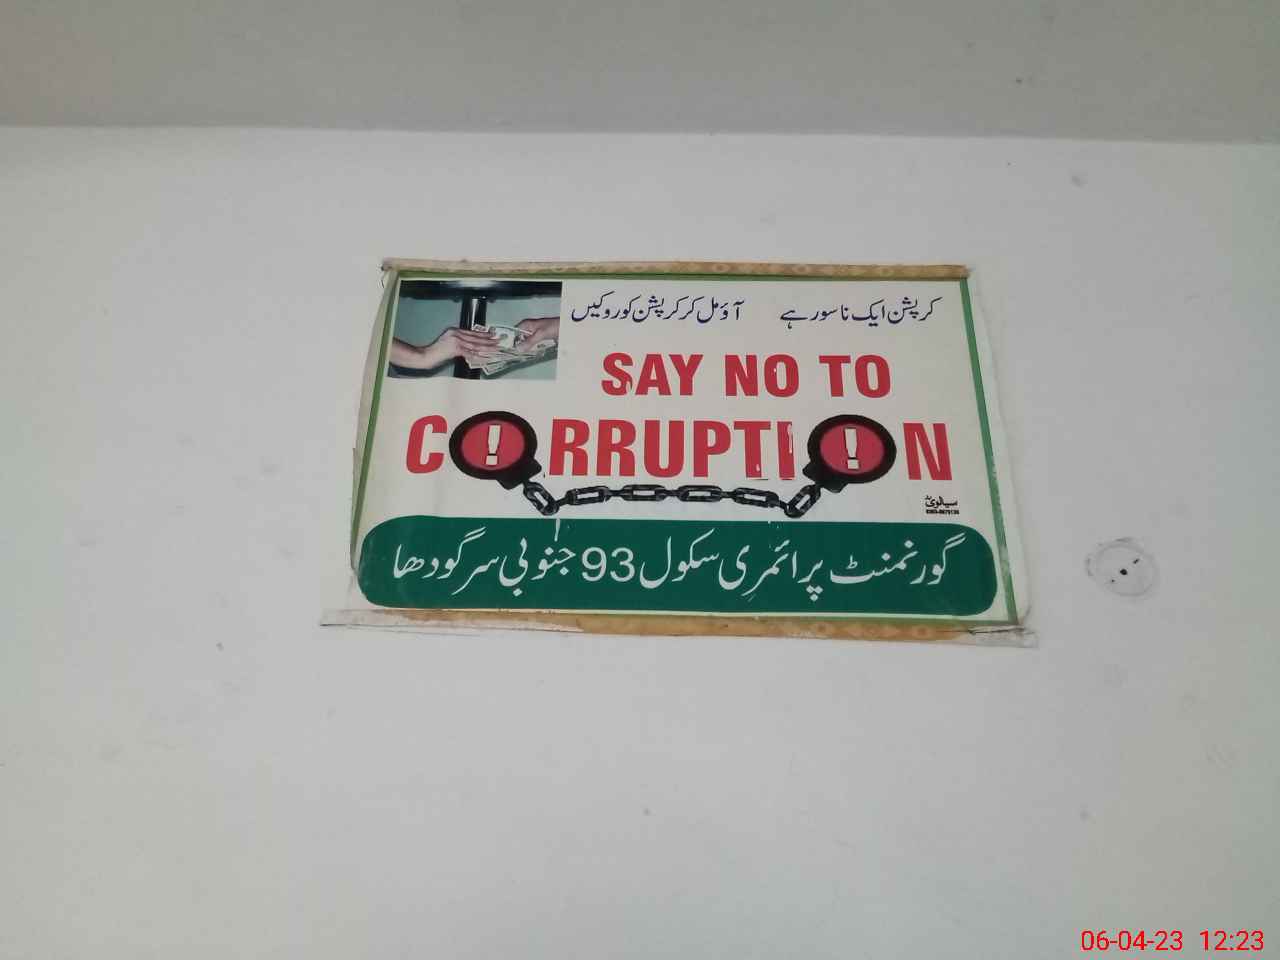 کرپشن ایک ناسور ہے آؤ مل کر کرپشن کو روکیں
SAY NO TO
CORRUPTION
سیالوی
گورنمنٹ پرائمری سکول 93 جنوبی سرگودھا
06-04-23 12:23